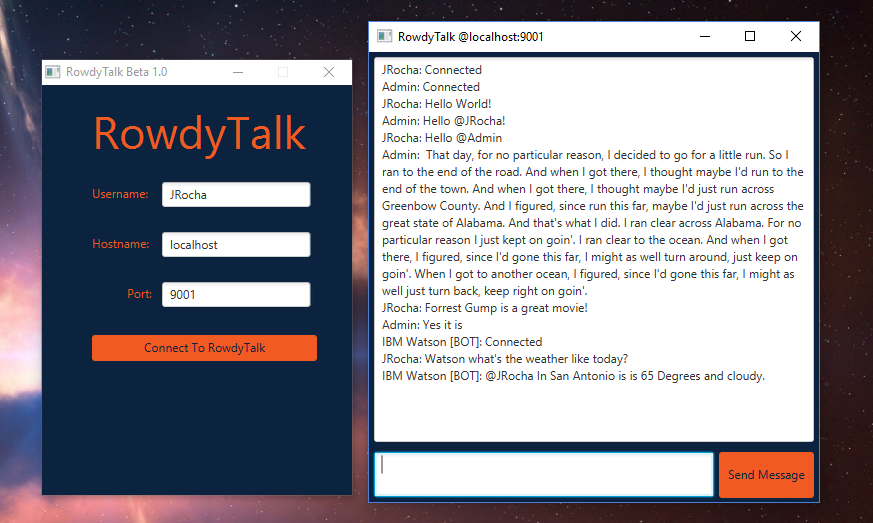 RowdyTalk Beta 1.0
RowdyTalk
Username:
JRocha
Hostname:
localhost
Port:
9001
Connect To RowdyTalk
RowdyTalk @localhost:9001
JRocha: Connected
Admin: Connected
JRocha: Hello World!
Admin: Hello @JRocha!
JRocha: Hello @Admin
Admin:  That day, for no particular reason, I decided to go for a little run. So I
ran to the end of the road. And when I got there, I thought maybe I'd run to the
end of the town. And when I got there, I thought maybe I'd just run across
Greenbow County. And I figured, since run this far, maybe I'd just run across the
great state of Alabama. And that's what I did. I ran clear across Alabama. For no
particular reason I just kept on goin'. I ran clear to the ocean. And when I got
there, I figured, since I'd gone this far, I might as well turn around, just keep on
goin'. When I got to another ocean, I figured, since I'd gone this far, I might as
well just turn back, keep right on goin'.
JRocha: Forrest Gump is a great movie!
Admin: Yes it is
IBM Watson [BOT]: Connected
JRocha: Watson what's the weather like today?
IBM Watson [BOT]: @JRocha In San Antonio is is 65 Degrees and cloudy.
Send Message